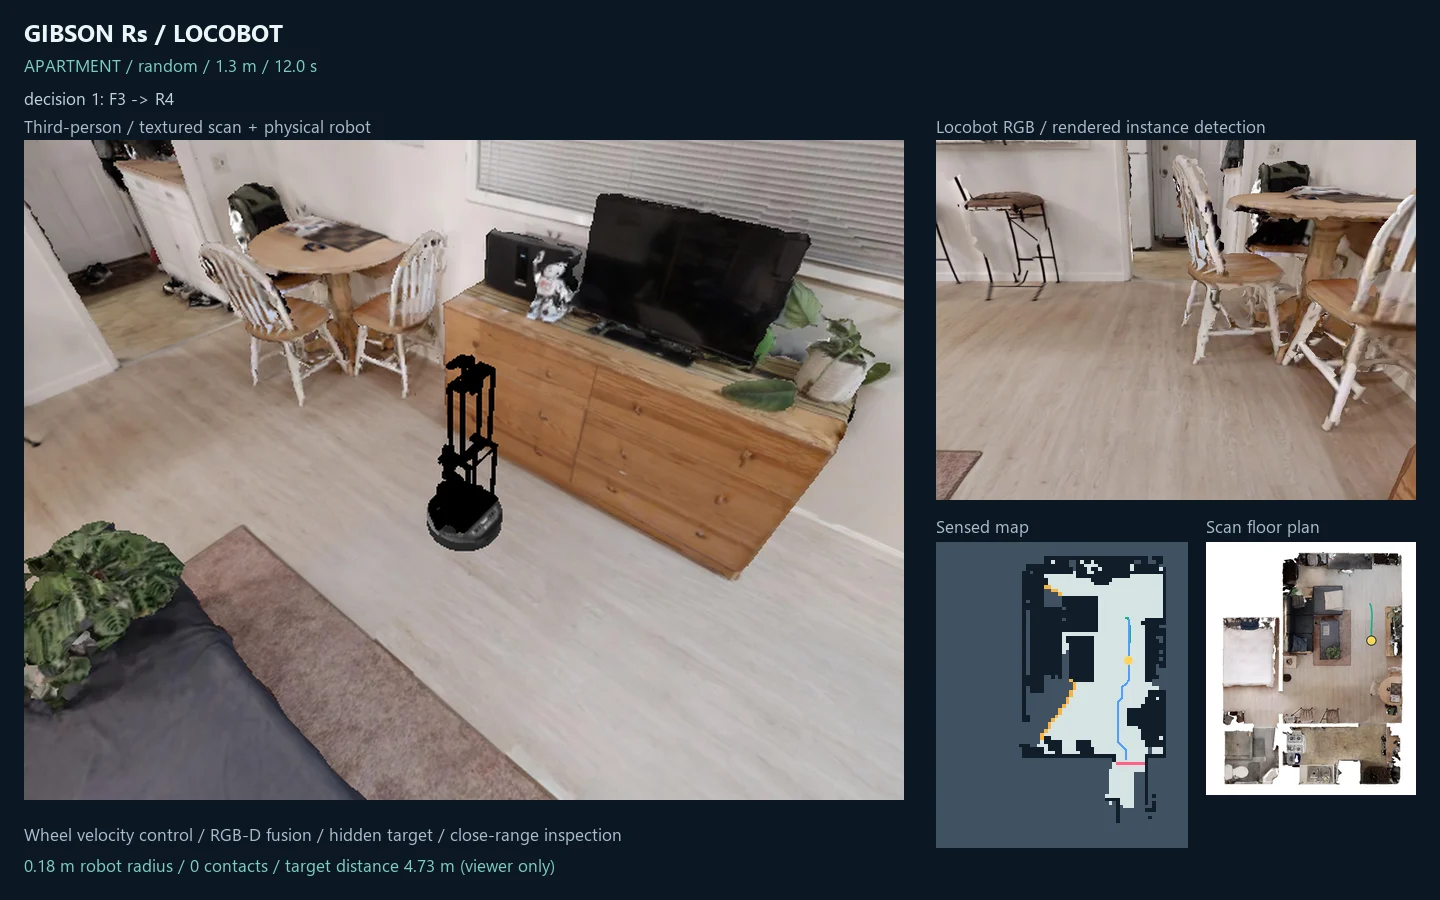 GIBSON Rs / LOCOBOT
APARTMENT / random / 1.3 m / 12.0 s
decision 1: F3 -> R4
Third-person / textured scan + physical robot
Locobot RGB / rendered instance detection
Sensed map
Scan floor plan
Wheel velocity control / RGB-D fusion / hidden target / close-range inspection
0.18 m robot radius / 0 contacts / target distance 4.73 m (viewer only)